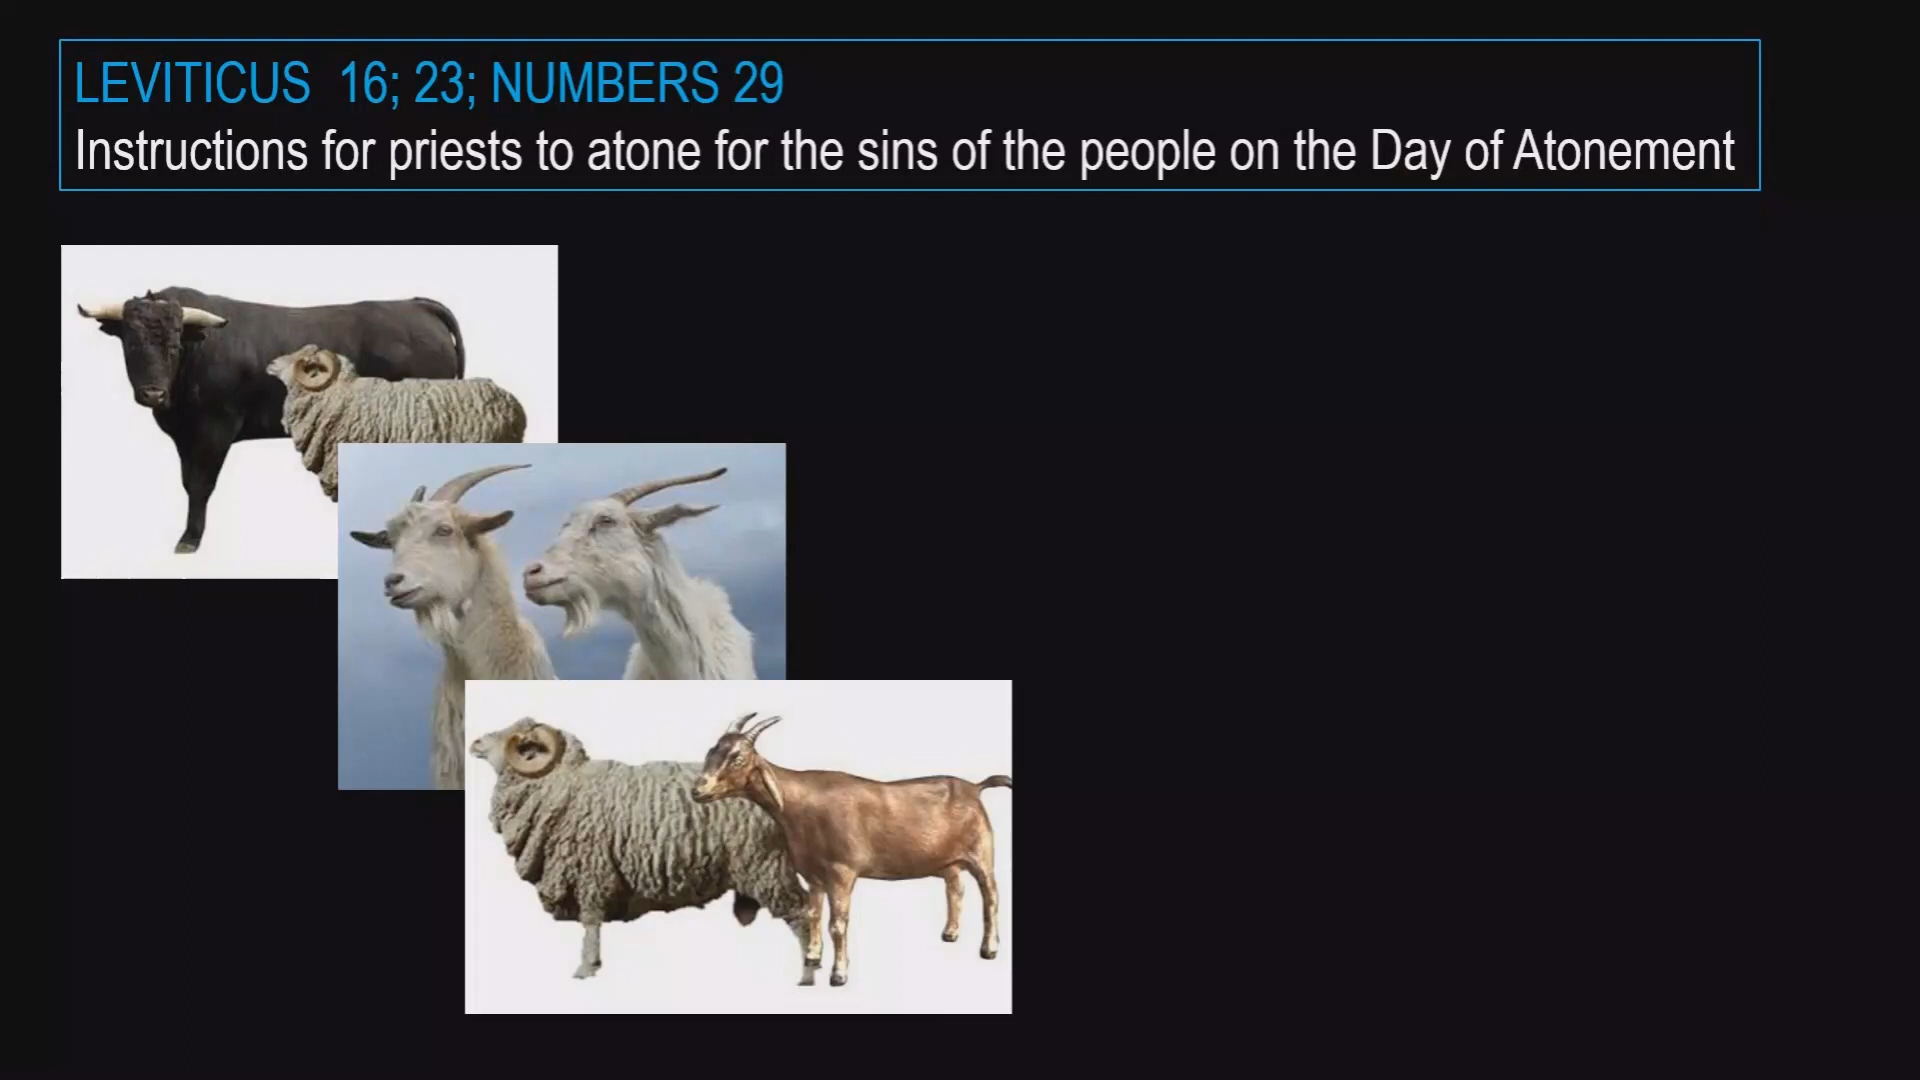 LEVITICUS 16; 23; NUMBERS 29
Instructions for priests to atone for the sins of the people on the Day of Atonement